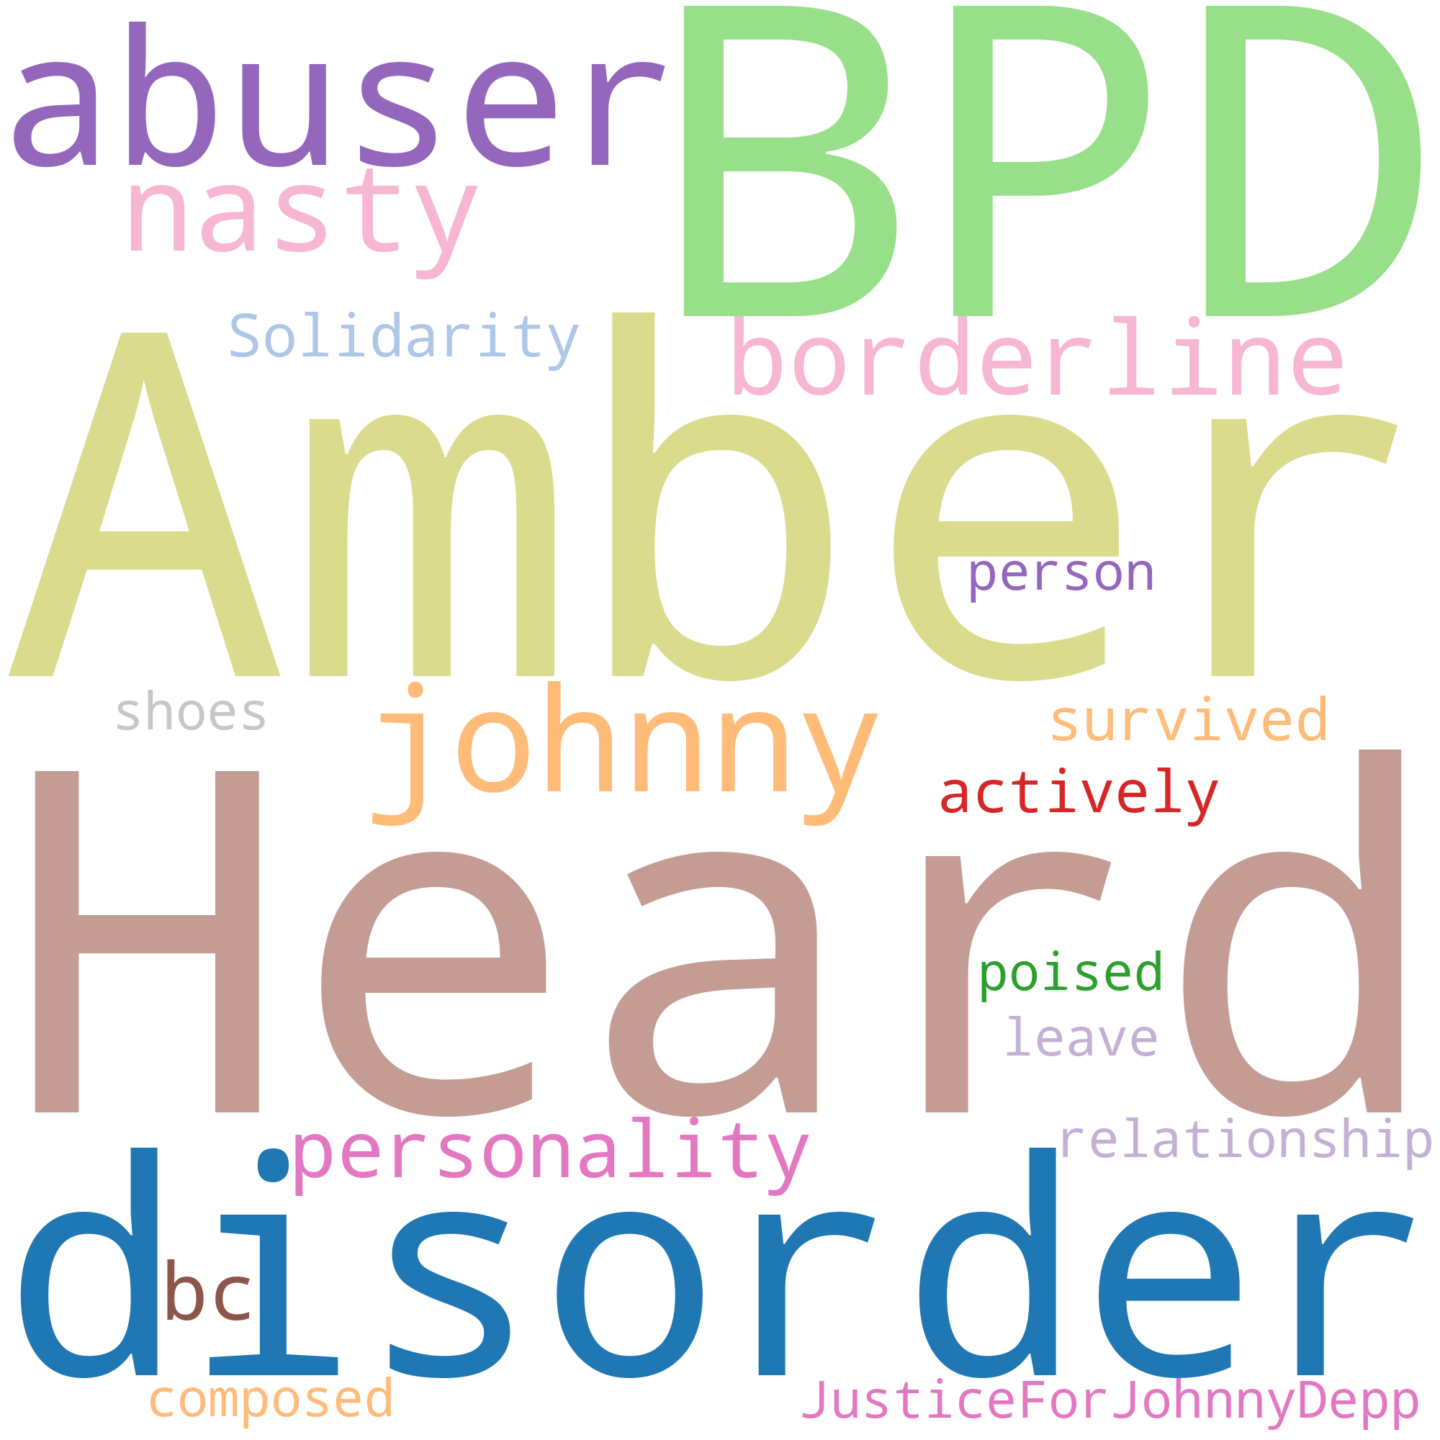 abuser
BPD
nasty
Solidarity
borderline
Amber
person
shoes
johnny
survived
actively
Heard
poised
leave
personality
relationship
disorder
bc
composed
JusticeForJohnnyDepp